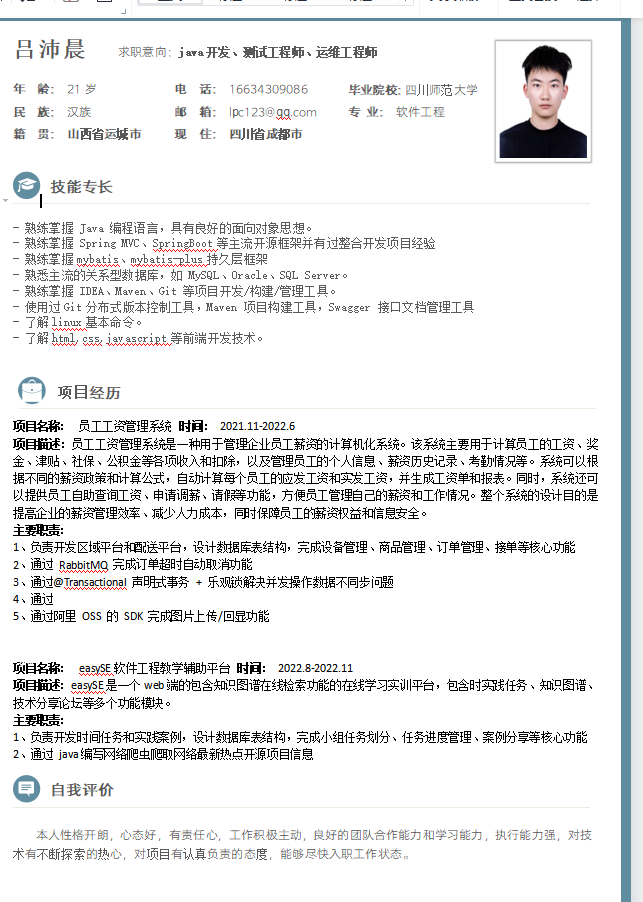 吕沛晨 求职意向：java开发、测试工程师、运维工程师
年 龄： 21 岁 电 话： 16634309086 毕业院校: 四川师范大学
民 族： 汉族 邮 箱： lpc123@qq.com 专 业： 软件工程
籍 贯： 山西省运城市 现 住： 四川省成都市
技能专长
- 熟练掌握 Java 编程语言，具有良好的面向对象思想。
- 熟练掌握 Spring MVC、SpringBoot 等主流开源框架并有过整合开发项目经验
- 熟练掌握 mybatis、mybatis-plus 持久层框架
- 熟悉主流的关系型数据库，如 MySQL、Oracle、SQL Server。
- 熟练掌握 IDEA、Maven、Git 等项目开发/构建/管理工具。
- 使用过 Git 分布式版本控制工具，Maven 项目构建工具，Swagger 接口文档管理工具
- 了解 linux 基本命令。
- 了解 html,css,javascript 等前端开发技术。
项目经历
项目名称： 员工工资管理系统 时间： 2021.11-2022.6
项目描述：员工工资管理系统是一种用于管理企业员工薪资的计算机化系统。该系统主要用于计算员工的工资、奖
金、津贴、社保、公积金等各项收入和扣除，以及管理员工的个人信息、薪资历史记录、考勤情况等。系统可以根
据不同的薪资政策和计算公式，自动计算每个员工的应发工资和实发工资，并生成工资单和报表。同时，系统还可
以提供员工自助查询工资、申请调薪、请假等功能，方便员工管理自己的薪资和工作情况。整个系统的设计目的是
提高企业的薪资管理效率、减少人力成本，同时保障员工的薪资权益和信息安全。
主要职责：
1、负责开发区域平台和配送平台，设计数据库表结构，完成设备管理、商品管理、订单管理、接单等核心功能
2、通过 RabbitMQ 完成订单超时自动取消功能
3、通过@Transactional 声明式事务 + 乐观锁解决并发操作数据不同步问题
4、通过
5、通过阿里 OSS 的 SDK 完成图片上传/回显功能
项目名称： easySE 软件工程教学辅助平台 时间： 2022.8-2022.11
项目描述：easySE 是一个 web 端的包含知识图谱在线检索功能的在线学习实训平台，包含时实践任务、知识图谱、
技术分享论坛等多个功能模块。
主要职责：
1、负责开发时间任务和实践案例，设计数据库表结构，完成小组任务划分、任务进度管理、案例分享等核心功能
2、通过 java 编写网络爬虫爬取网络最新热点开源项目信息
自我评价
本人性格开朗，心态好，有责任心，工作积极主动，良好的团队合作能力和学习能力，执行能力强，对技
术有不断探索的热心，对项目有认真负责的态度，能够尽快入职工作状态。